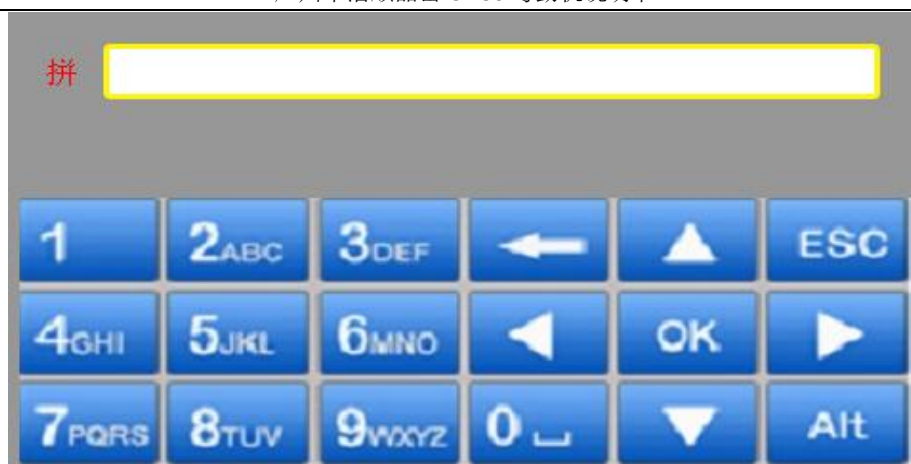 拼
1 2ABC 3DEF ESC
4GHI 5JKL 6MNO OK
7PQRS 8TUV 9WXYZ 0 Alt